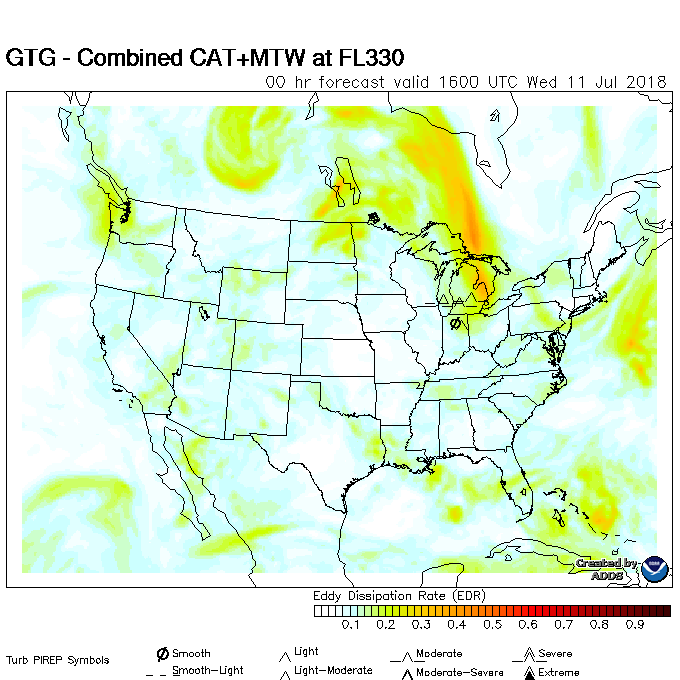 GTG - Combined CAT+MTW at FL330
00 hr forecast valid 1600 UTC Wed 11 Jul 2018
Created by
ADDS
NOAA
Eddy Dissipation Rate (EDR)
0.1 0.2 0.3 0.4 0.5 0.6 0.7 0.8 0.9
Turb PIREP Symbols
Smooth Light Moderate Severe
Smooth-Light Light-Moderate Moderate-Severe Extreme